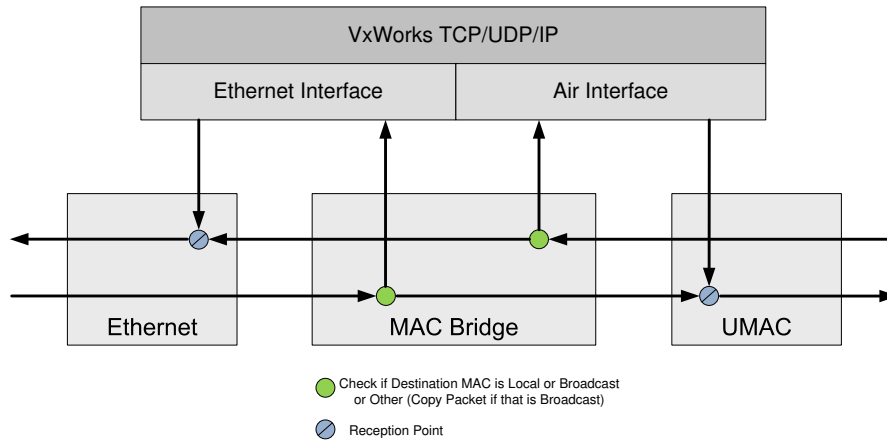 VxWorks TCP/UDP/IP
Ethernet Interface
Air Interface
Ethernet
MAC Bridge
UMAC
Check if Destination MAC is Local or Broadcast
or Other (Copy Packet if that is Broadcast)
Reception Point